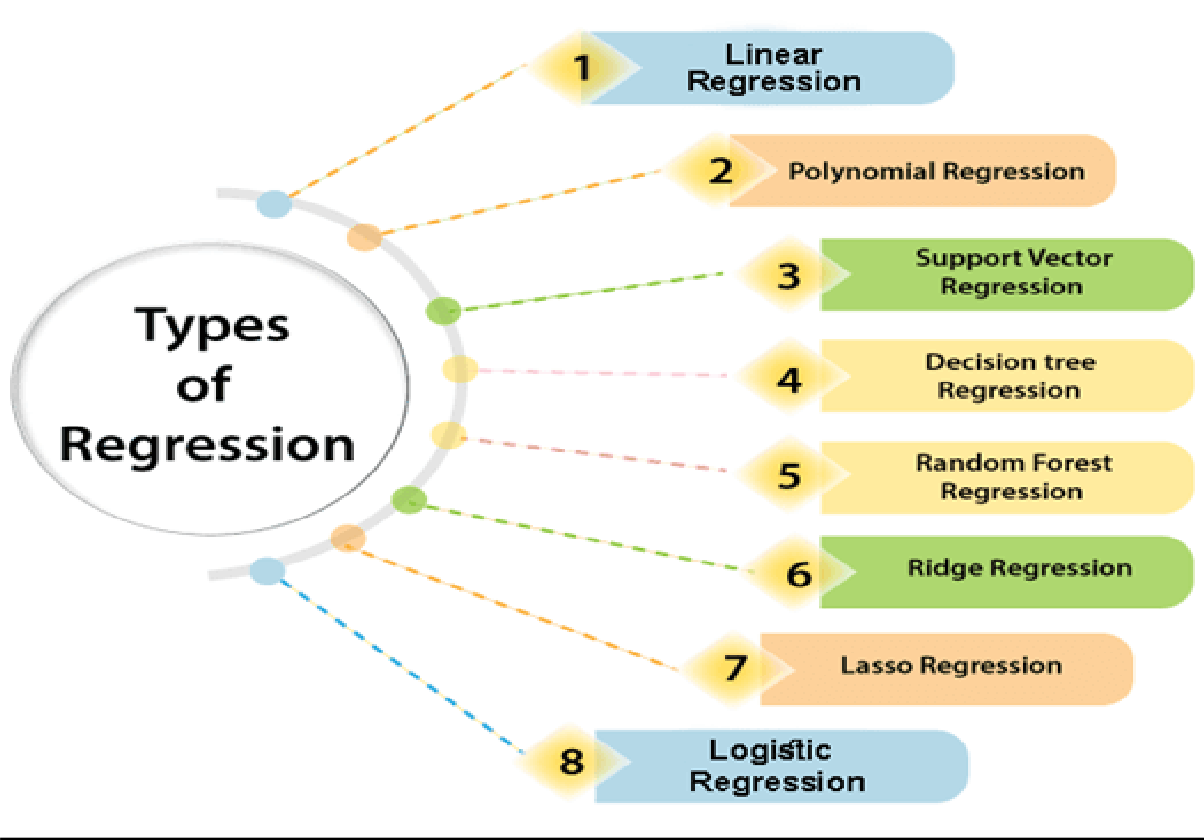 Types
of
Regression
1
Linear
Regression
2
Polynomial Regression
3
Support Vector
Regression
4
Decision tree
Regression
5
Random Forest
Regression
6
Ridge Regression
7
Lasso Regression
8
Logistic
Regression